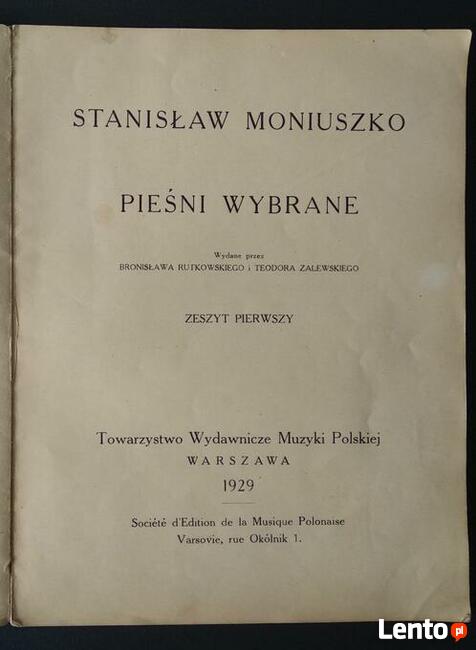 STANISŁAW MONIUSZKO
PIEŚNI WYBRANE
Wydane przez
BRONISŁAWA RUTKOWSKIEGO i TEODORA ZALEWSKIEGO
ZESZYT PIERWSZY
Towarzystwo Wydawnicze Muzyki Polskiej
WARSZAWA
1929
Société d'Edition de la Musique Polonaise
Varsovie, rue Okólnik 1.
Lento.pl